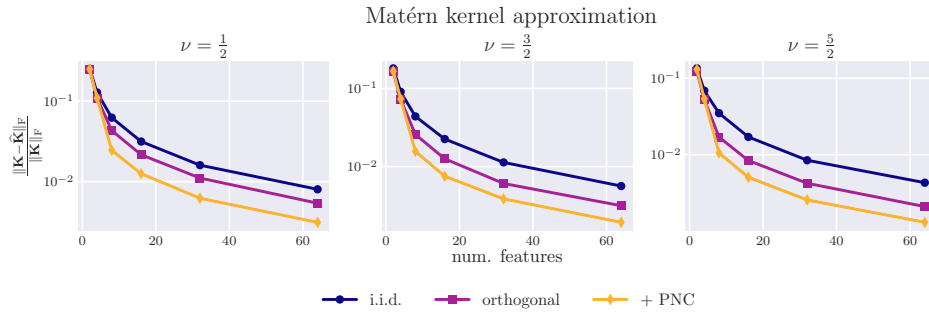 Matérn kernel approximation
ν = 1/2
ν = 3/2
ν = 5/2
‖K−K̂‖F / ‖K‖F
10⁻¹
10⁻²
0 20 40 60
10⁻¹
10⁻²
0 20 40 60
10⁻¹
10⁻²
0 20 40 60
num. features
i.i.d.
orthogonal
+ PNC